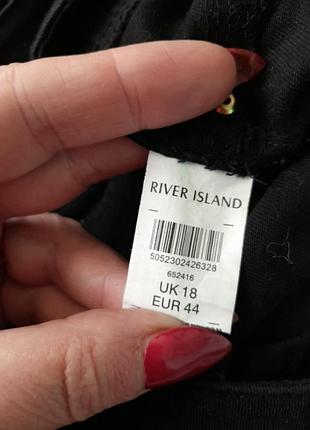 RIVER ISLAND
5052302426328
652416
UK 18
EUR 44